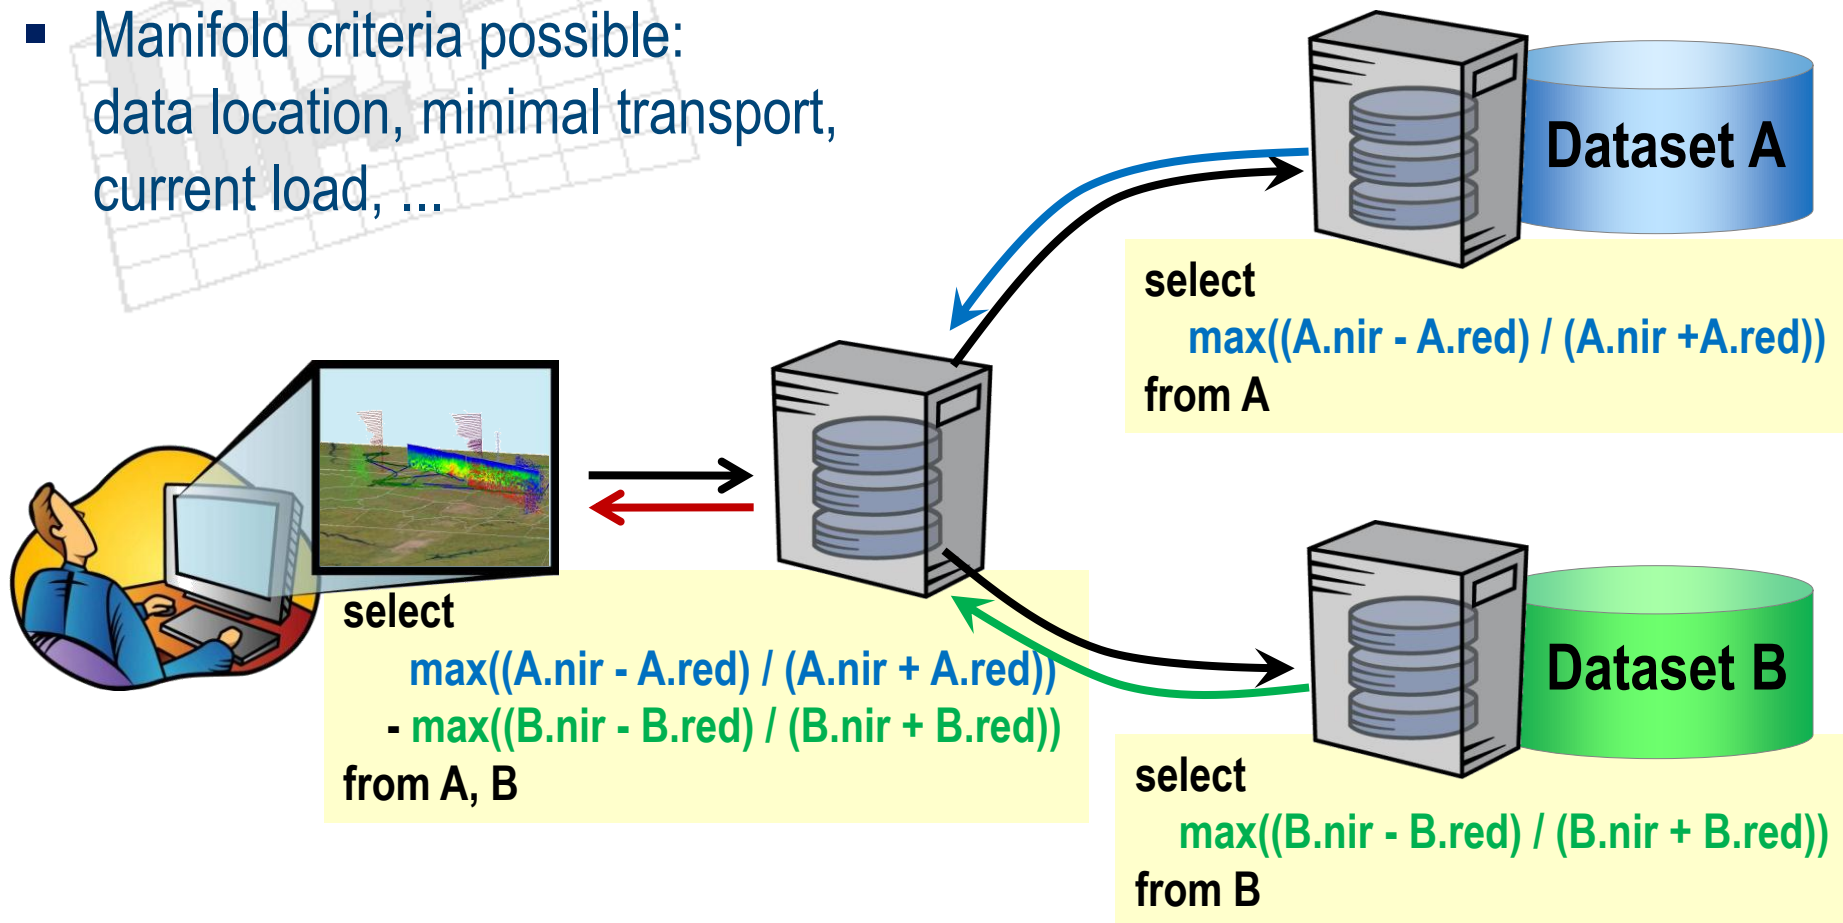 ▪ Manifold criteria possible:
data location, minimal transport,
current load, ...
Dataset A
select
max((A.nir - A.red) / (A.nir +A.red))
from A
select
max((A.nir - A.red) / (A.nir + A.red))
- max((B.nir - B.red) / (B.nir + B.red))
from A, B
Dataset B
select
max((B.nir - B.red) / (B.nir + B.red))
from B